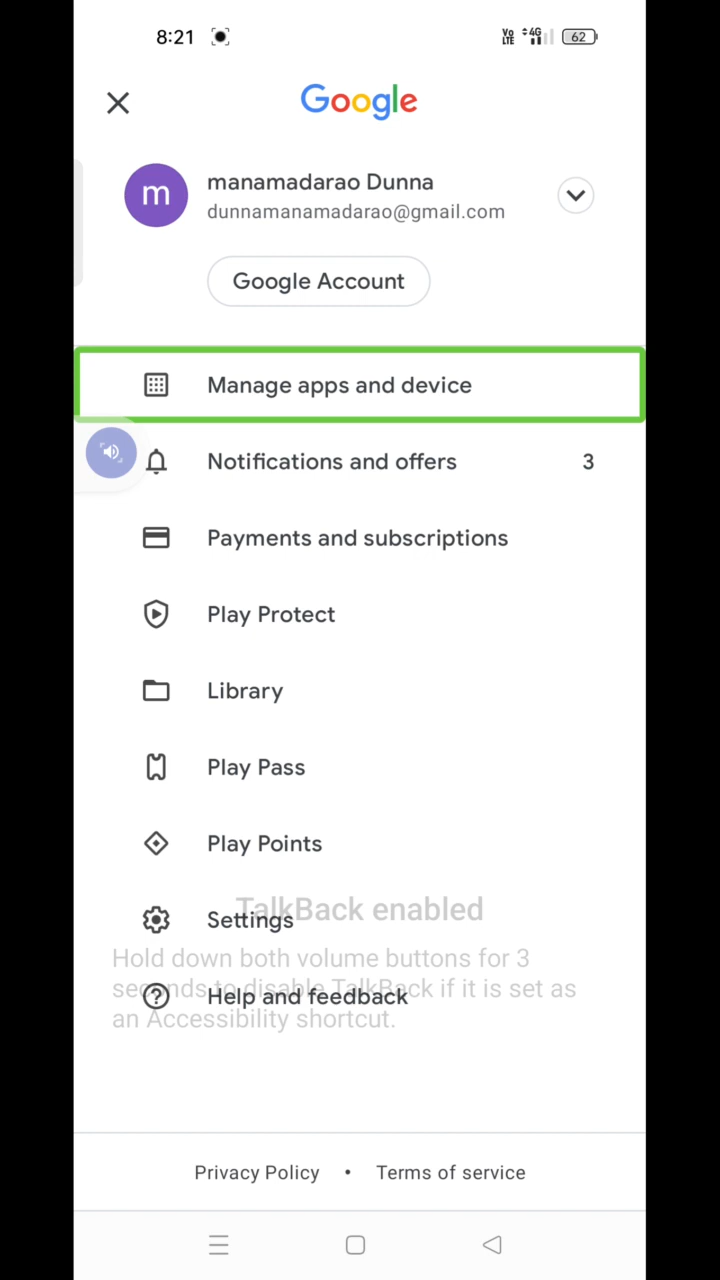 8:21
Vo LTE 4G 62
Google
m
manamadarao Dunna
dunnamanamadarao@gmail.com
Google Account
Manage apps and device
Notifications and offers 3
Payments and subscriptions
Play Protect
Library
Play Pass
Play Points
Settings
TalkBack enabled
Hold down both volume buttons for 3
seconds to disable TalkBack if it is set as
an Accessibility shortcut.
Help and feedback
Privacy Policy • Terms of service